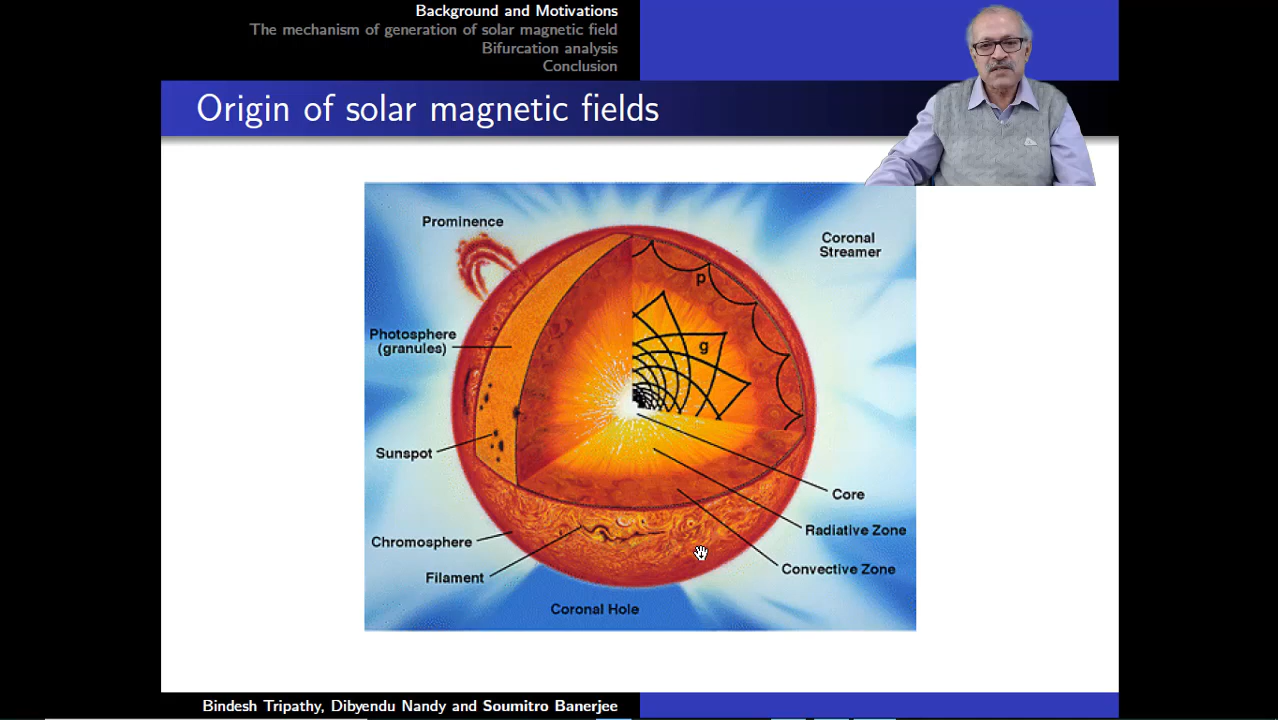 Background and Motivations
The mechanism of generation of solar magnetic field
Bifurcation analysis
Conclusion
Origin of solar magnetic fields
Prominence
Coronal
Streamer
p
Photosphere
(granules)
g
Sunspot
Core
Radiative Zone
Chromosphere
Convective Zone
Filament
Coronal Hole
Bindesh Tripathy, Dibyendu Nandy and Soumitro Banerjee